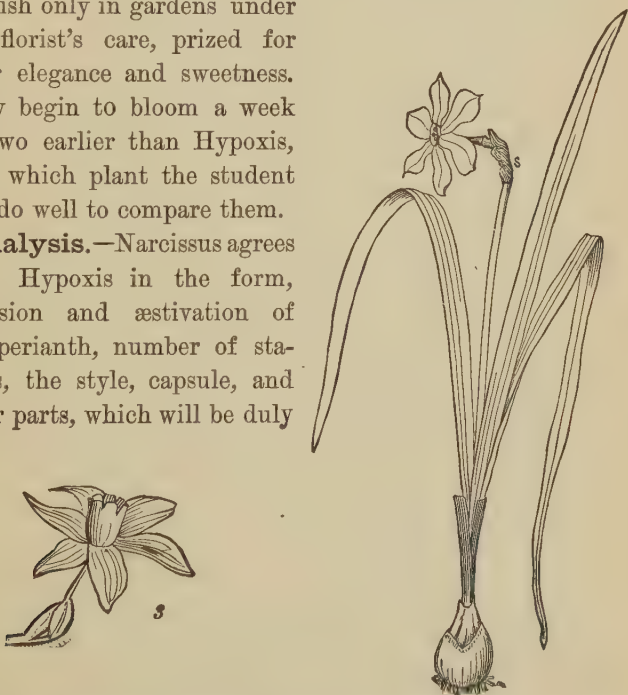 ish only in gardens under
florist's care, prized for
elegance and sweetness.
begin to bloom a week
two earlier than Hypoxis,
which plant the student
do well to compare them.
alysis.—Narcissus agrees
Hypoxis in the form,
sion and æstivation of
perianth, number of sta-
the style, capsule, and
parts, which will be duly
s
3